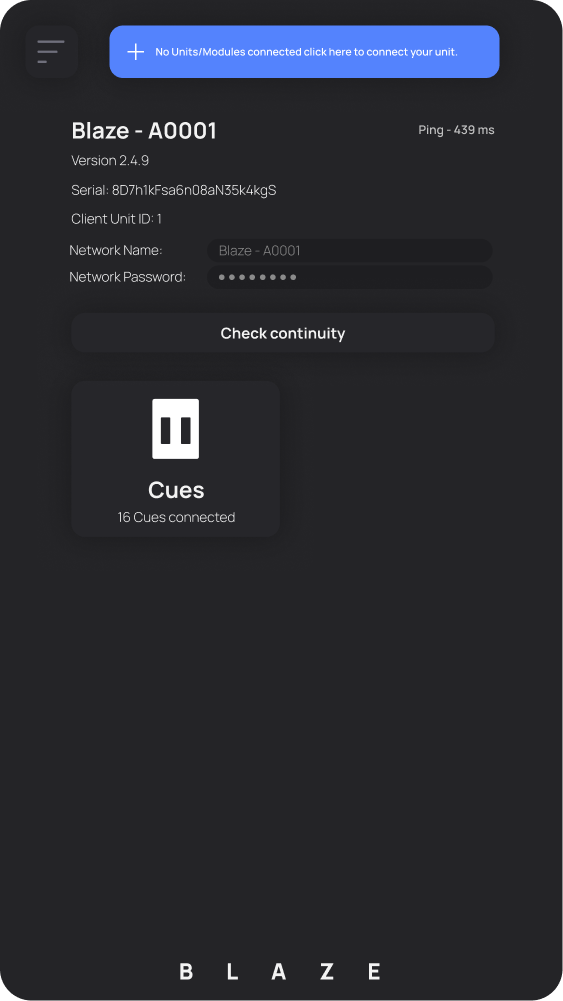 No Units/Modules connected click here to connect your unit.
Blaze - A0001
Ping - 439 ms
Version 2.4.9
Serial: 8D7h1kFsa6n08aN35k4kgS
Client Unit ID: 1
Network Name: Blaze - A0001
Network Password: ●●●●●●●●
Check continuity
Cues
16 Cues connected
B L A Z E